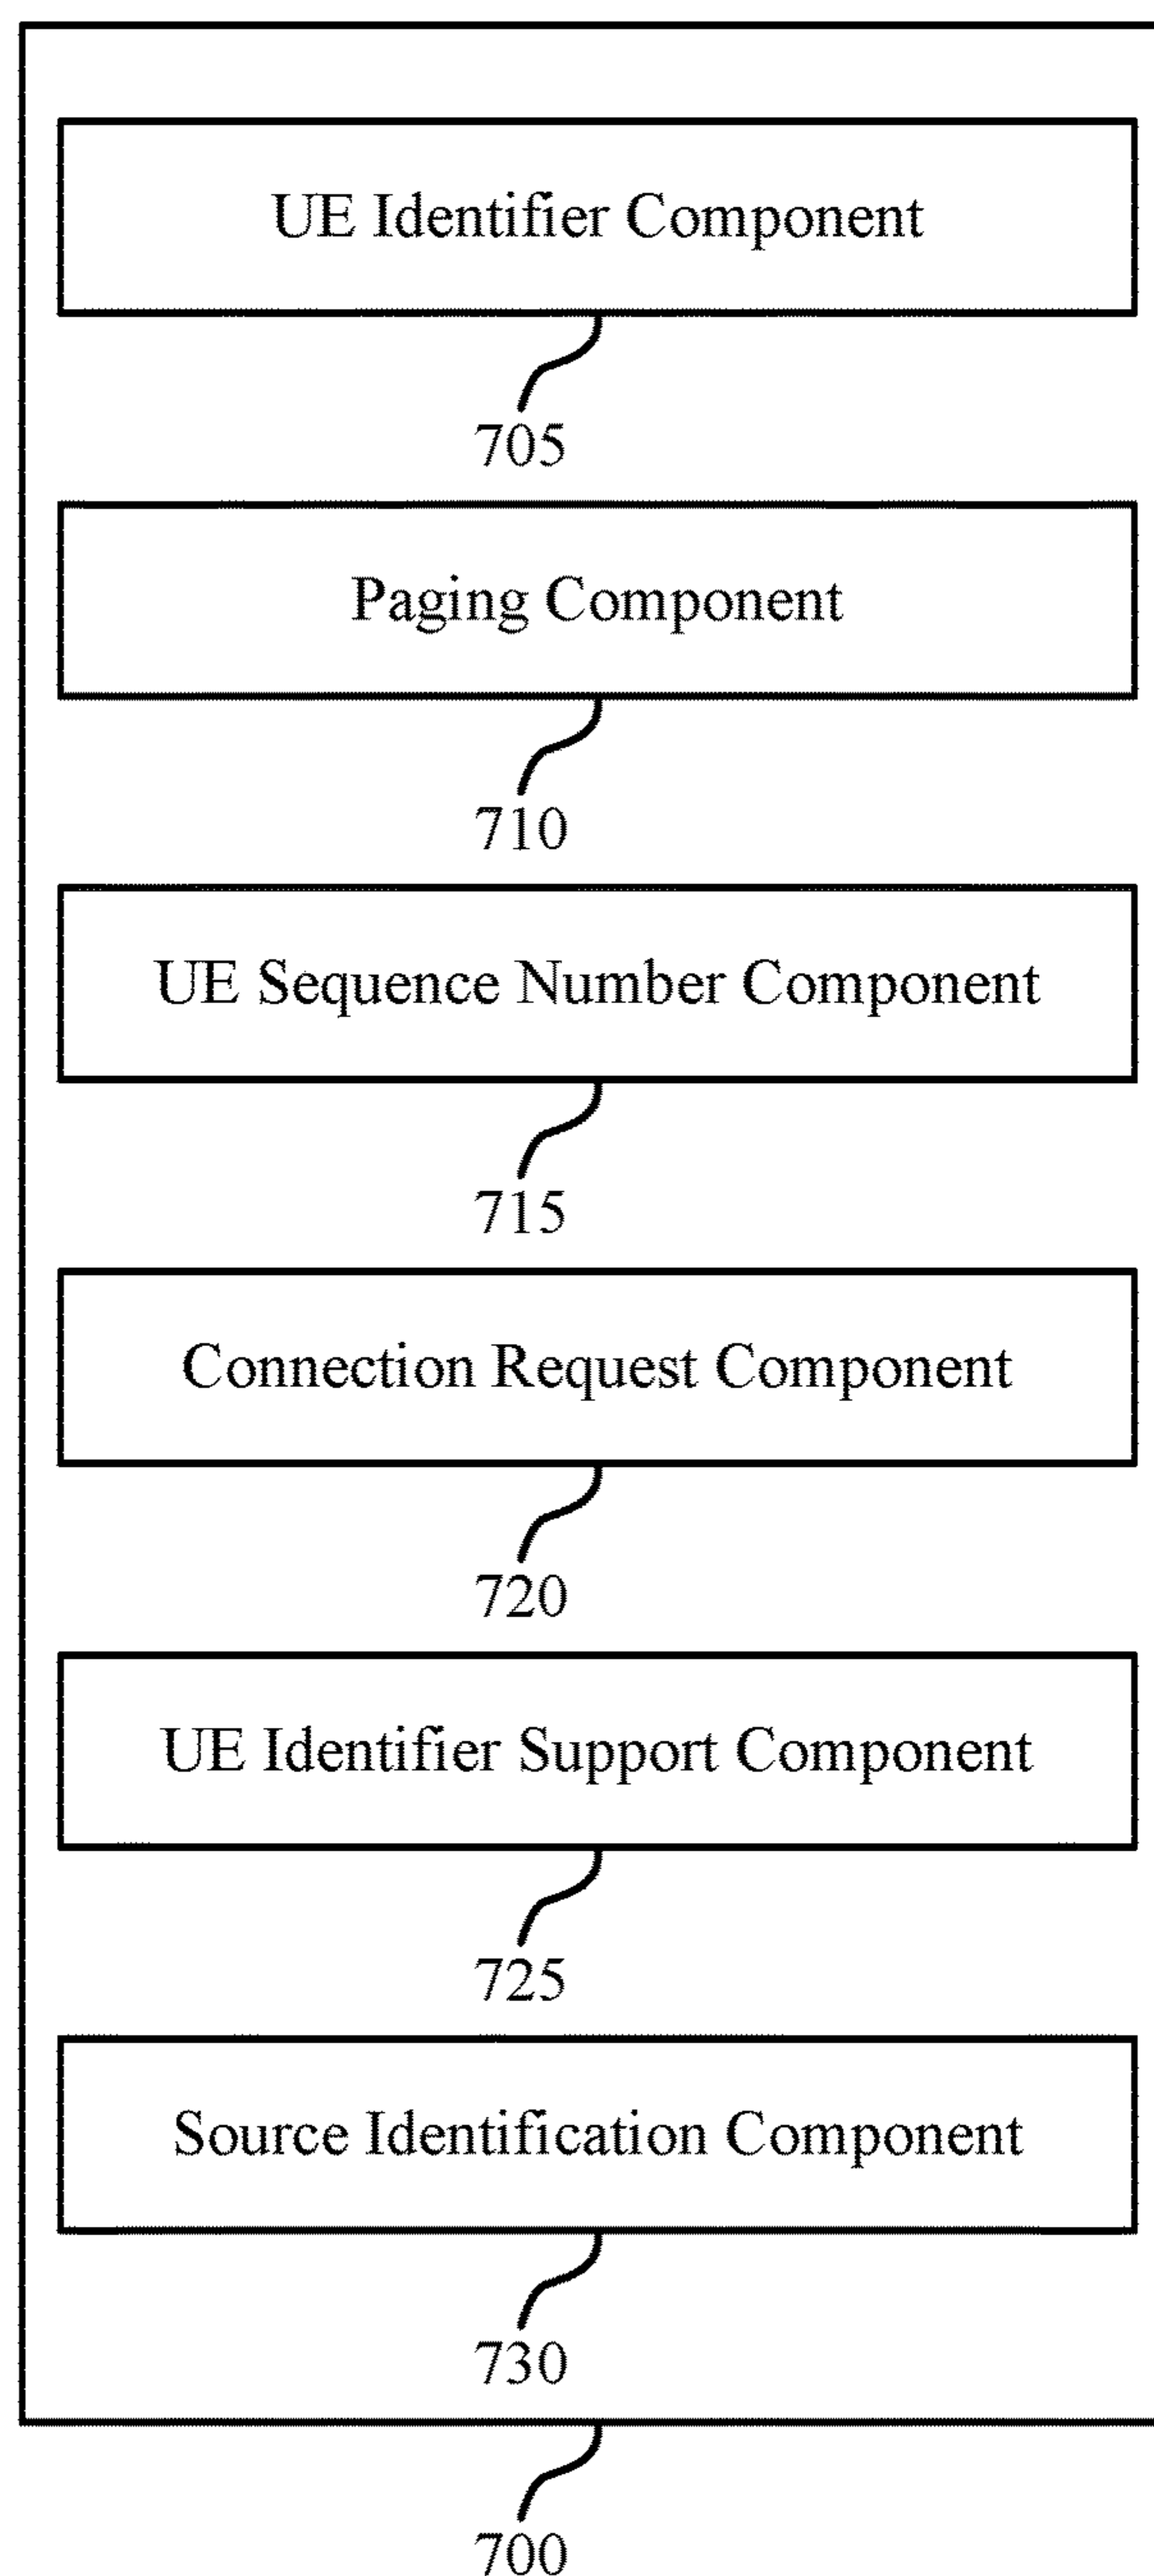 UE Identifier Component
705
Paging Component
710
UE Sequence Number Component
715
Connection Request Component
720
UE Identifier Support Component
725
Source Identification Component
730
700